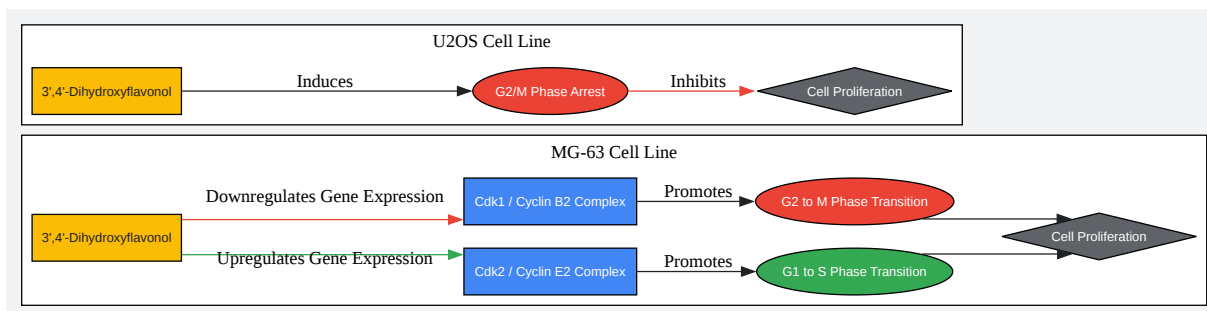 U2OS Cell Line
3',4'-Dihydroxyflavonol
Induces
G2/M Phase Arrest
Inhibits
Cell Proliferation
MG-63 Cell Line
3',4'-Dihydroxyflavonol
Downregulates Gene Expression
Cdk1 / Cyclin B2 Complex
Promotes
G2 to M Phase Transition
Upregulates Gene Expression
Cdk2 / Cyclin E2 Complex
Promotes
G1 to S Phase Transition
Cell Proliferation